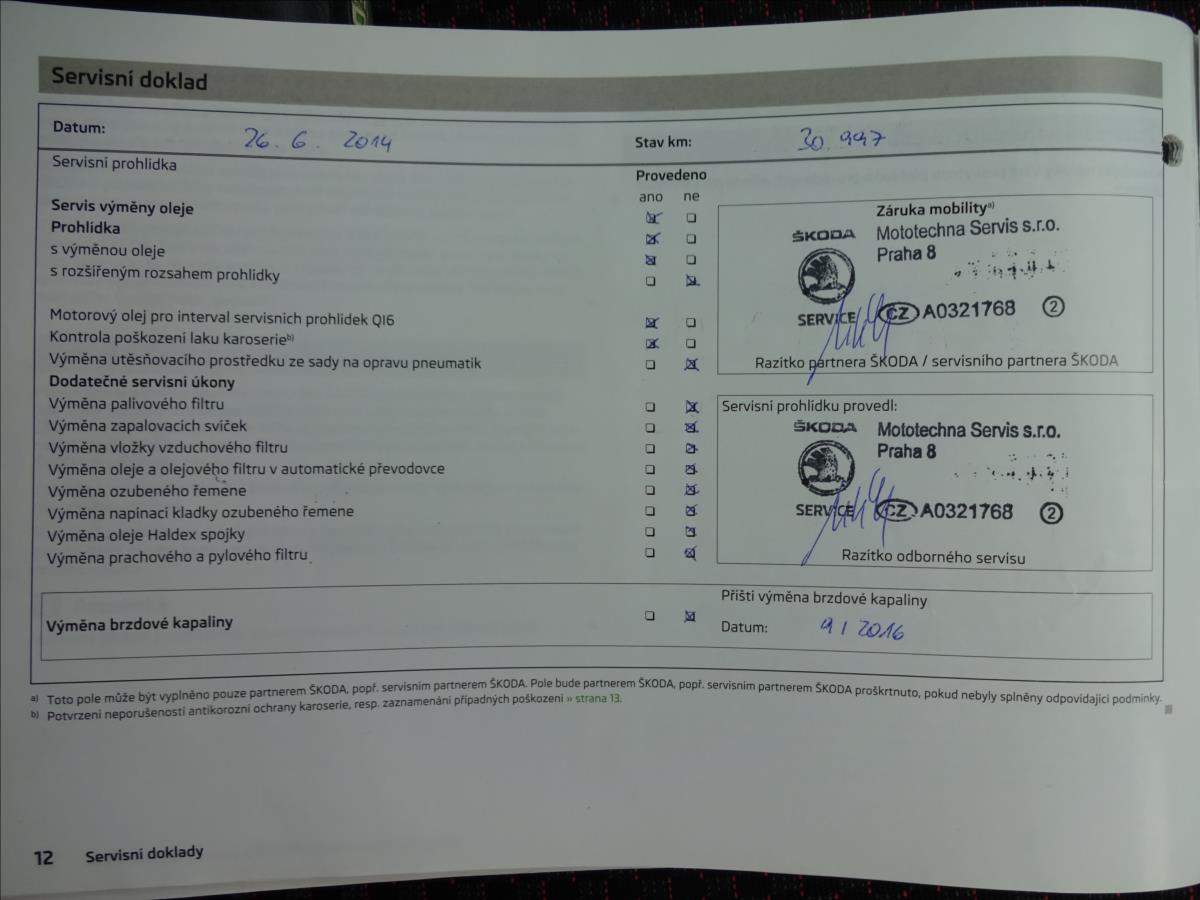 Servisní doklad
Datum: 26. 6. 2014 Stav km: 30.997
Servisní prohlídka
Provedeno
ano ne
Servis výměny oleje
Prohlídka
s výměnou oleje
s rozšířeným rozsahem prohlídky
Motorový olej pro interval servisních prohlídek QI6
Kontrola poškození laku karoserie b)
Výměna utěsňovacího prostředku ze sady na opravu pneumatik
Dodatečné servisní úkony
Výměna palivového filtru
Výměna zapalovacích svíček
Výměna vložky vzduchového filtru
Výměna oleje a olejového filtru v automatické převodovce
Výměna ozubeného řemene
Výměna napínací kladky ozubeného řemene
Výměna oleje Haldex spojky
Výměna prachového a pylového filtru
Záruka mobility a)
ŠKODA Mototechna Servis s.r.o.
Praha 8
SERVICE CZ A0321768 2
Razítko partnera ŠKODA / servisního partnera ŠKODA
Servisní prohlídku provedl:
ŠKODA Mototechna Servis s.r.o.
Praha 8
SERVICE CZ A0321768 2
Razítko odborného servisu
Výměna brzdové kapaliny
Příští výměna brzdové kapaliny
Datum: 9 / 2016
a) Toto pole může být vyplněno pouze partnerem ŠKODA, popř. servisním partnerem ŠKODA. Pole bude partnerem ŠKODA, popř. servisním partnerem ŠKODA proškrtnuto, pokud nebyly splněny odpovídající podmínky.
b) Potvrzení neporušenosti antikorozní ochrany karoserie, resp. zaznamenání případných poškození » strana 13.
12 Servisní doklady